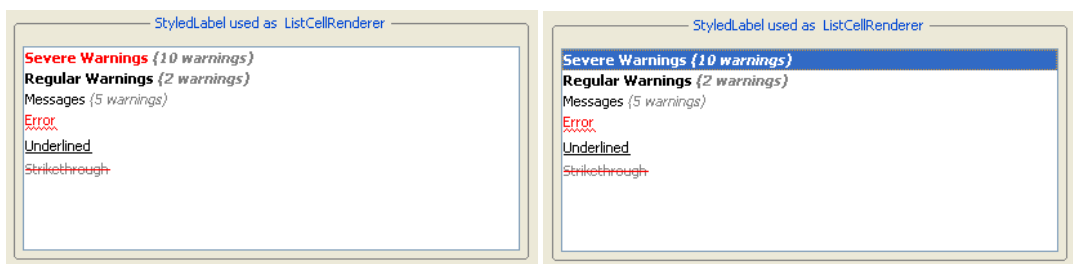 StyledLabel used as ListCellRenderer
Severe Warnings {10 warnings}
Regular Warnings {2 warnings}
Messages {5 warnings}
Error
Underlined
Strikethrough
StyledLabel used as ListCellRenderer
Severe Warnings {10 warnings}
Regular Warnings {2 warnings}
Messages {5 warnings}
Error
Underlined
Strikethrough